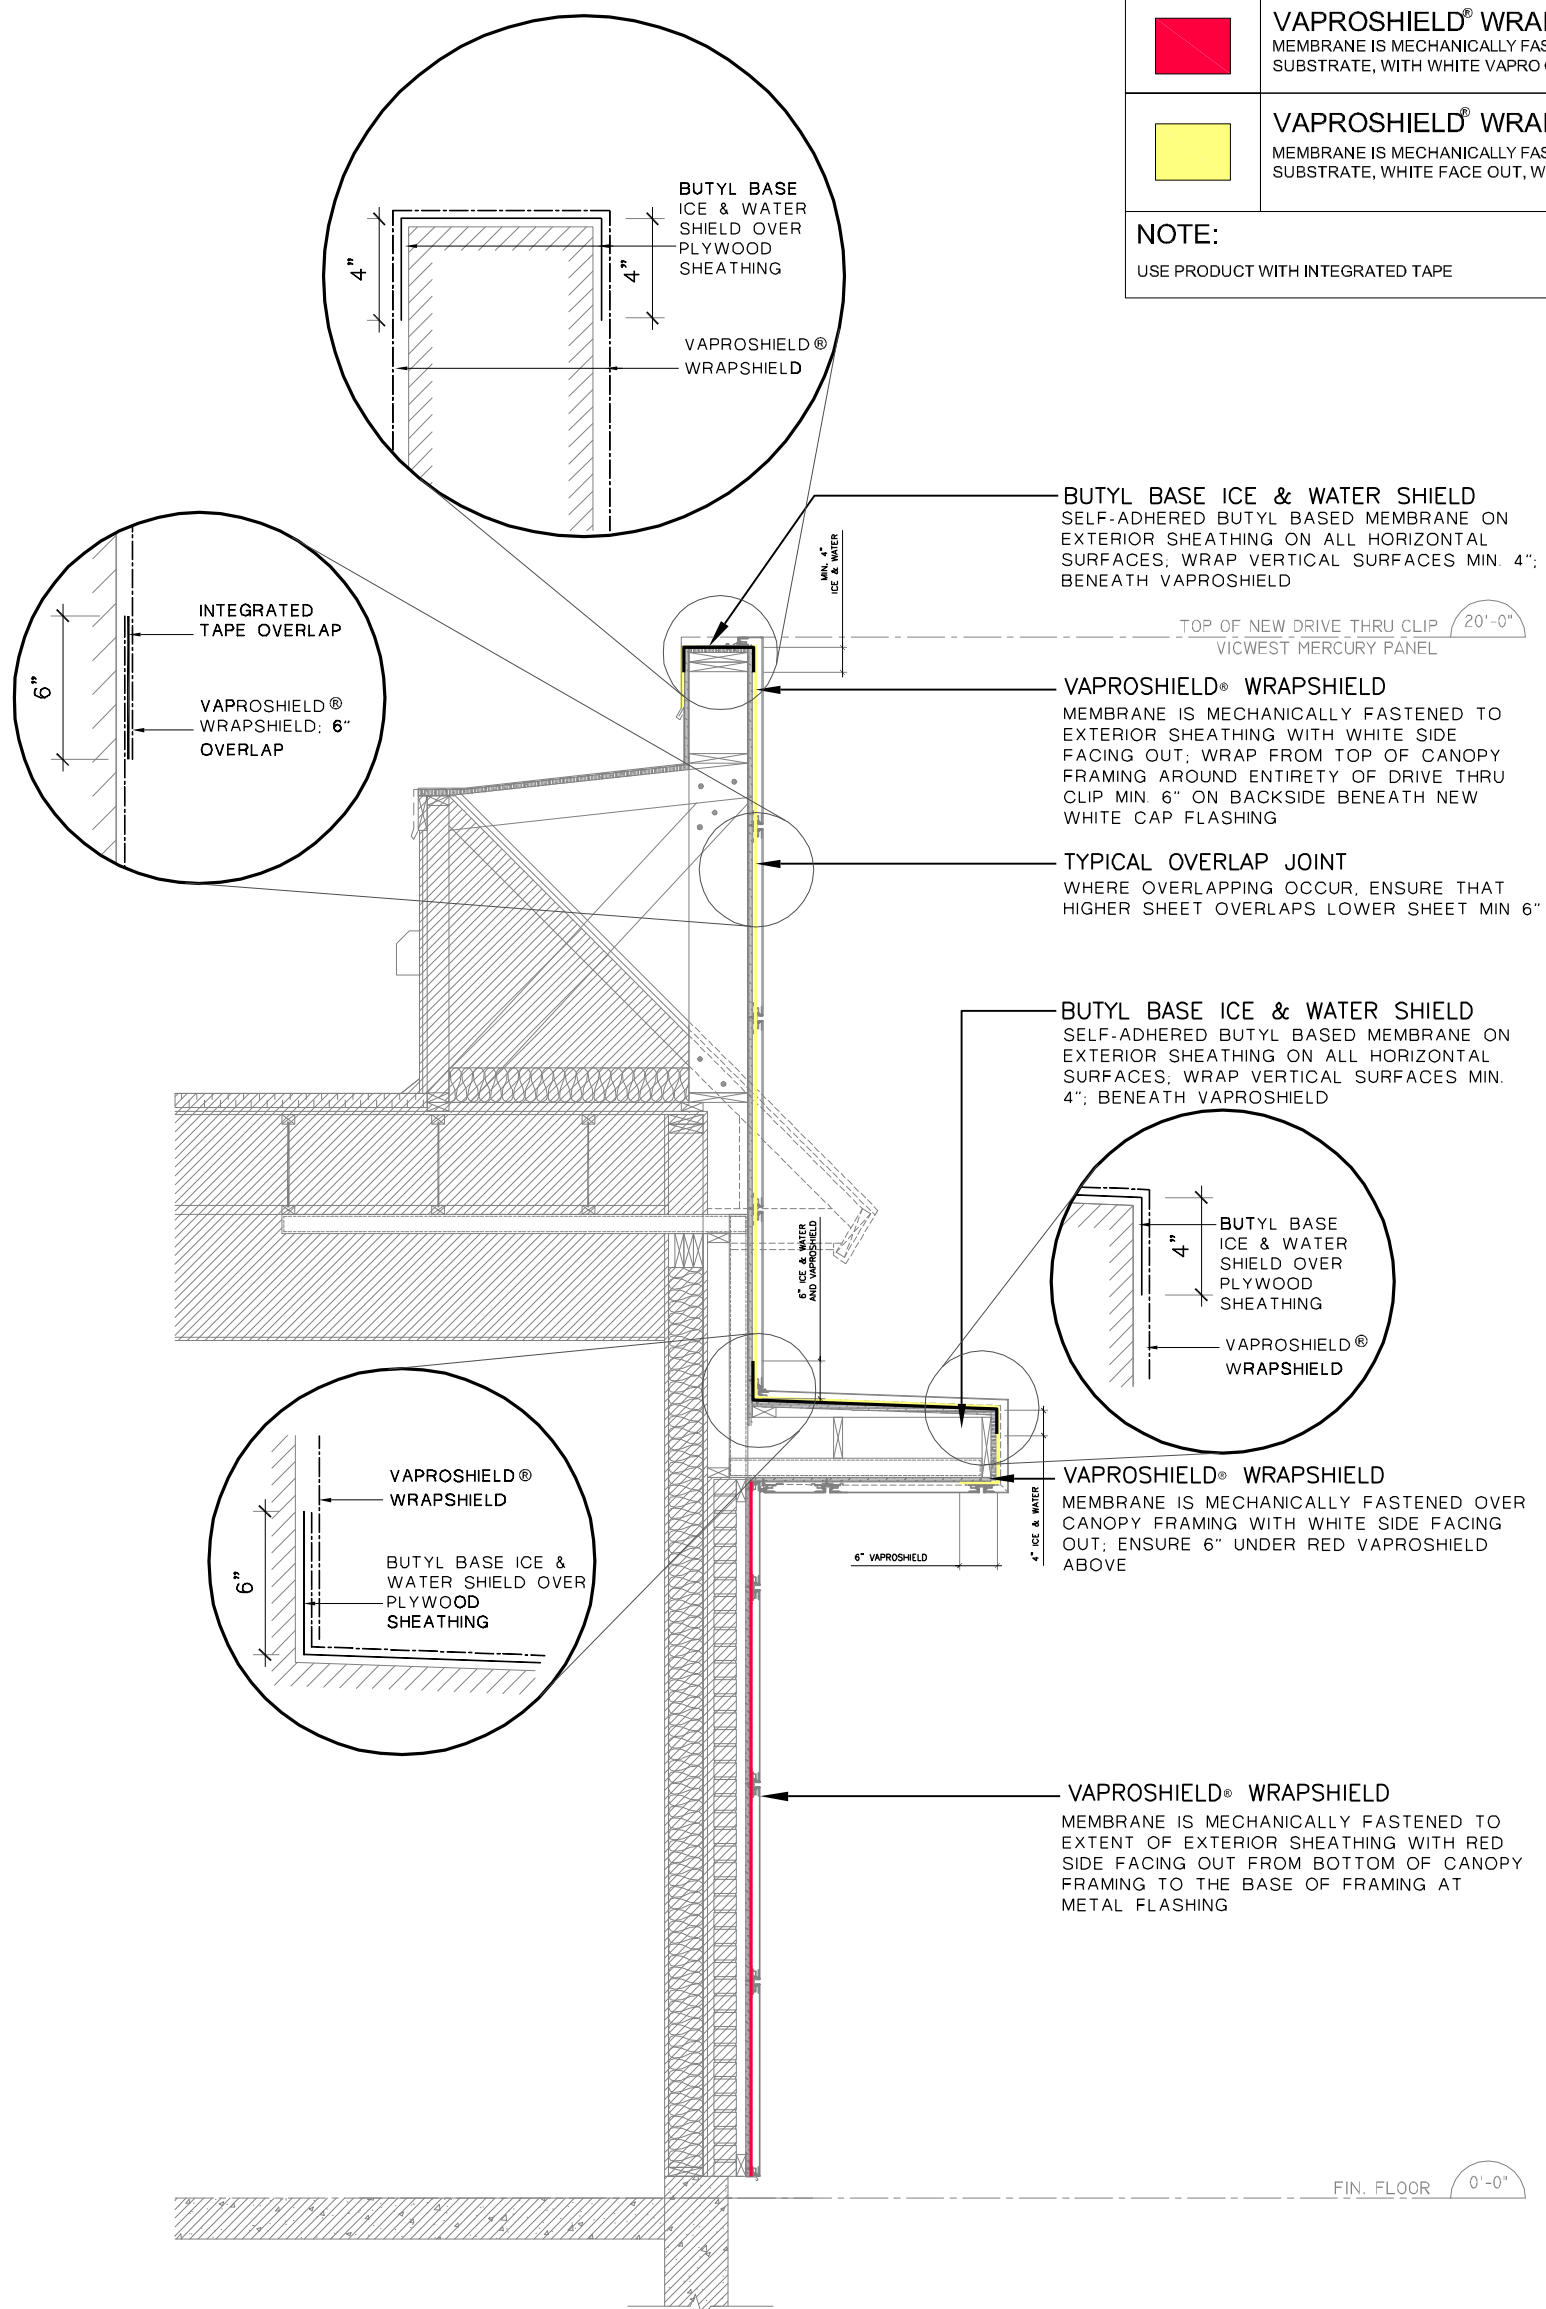 VAPROSHIELD® WRAP
MEMBRANE IS MECHANICALLY FAS
SUBSTRATE, WITH WHITE VAPRO
VAPROSHIELD® WRAP
MEMBRANE IS MECHANICALLY FAS
SUBSTRATE, WHITE FACE OUT, W
NOTE:
USE PRODUCT WITH INTEGRATED TAPE
BUTYL BASE
ICE & WATER
SHIELD OVER
PLYWOOD
SHEATHING
4"
4"
VAPROSHIELD®
WRAPSHIELD
BUTYL BASE ICE & WATER SHIELD
SELF-ADHERED BUTYL BASED MEMBRANE ON
EXTERIOR SHEATHING ON ALL HORIZONTAL
SURFACES; WRAP VERTICAL SURFACES MIN. 4";
BENEATH VAPROSHIELD
MIN. 4"
ICE & WATER
INTEGRATED
TAPE OVERLAP
6"
VAPROSHIELD®
WRAPSHIELD; 6"
OVERLAP
TOP OF NEW DRIVE THRU CLIP
VICWEST MERCURY PANEL
20'-0"
VAPROSHIELD® WRAPSHIELD
MEMBRANE IS MECHANICALLY FASTENED TO
EXTERIOR SHEATHING WITH WHITE SIDE
FACING OUT; WRAP FROM TOP OF CANOPY
FRAMING AROUND ENTIRETY OF DRIVE THRU
CLIP MIN. 6" ON BACKSIDE BENEATH NEW
WHITE CAP FLASHING
TYPICAL OVERLAP JOINT
WHERE OVERLAPPING OCCUR, ENSURE THAT
HIGHER SHEET OVERLAPS LOWER SHEET MIN 6"
BUTYL BASE ICE & WATER SHIELD
SELF-ADHERED BUTYL BASED MEMBRANE ON
EXTERIOR SHEATHING ON ALL HORIZONTAL
SURFACES; WRAP VERTICAL SURFACES MIN.
4"; BENEATH VAPROSHIELD
4"
BUTYL BASE
ICE & WATER
SHIELD OVER
PLYWOOD
SHEATHING
VAPROSHIELD®
WRAPSHIELD
6" ICE & WATER
AND VAPROSHIELD
VAPROSHIELD®
WRAPSHIELD
6"
BUTYL BASE ICE &
WATER SHIELD OVER
PLYWOOD
SHEATHING
6" VAPROSHIELD
4" ICE & WATER
VAPROSHIELD® WRAPSHIELD
MEMBRANE IS MECHANICALLY FASTENED OVER
CANOPY FRAMING WITH WHITE SIDE FACING
OUT; ENSURE 6" UNDER RED VAPROSHIELD
ABOVE
VAPROSHIELD® WRAPSHIELD
MEMBRANE IS MECHANICALLY FASTENED TO
EXTENT OF EXTERIOR SHEATHING WITH RED
SIDE FACING OUT FROM BOTTOM OF CANOPY
FRAMING TO THE BASE OF FRAMING AT
METAL FLASHING
FIN. FLOOR
0'-0"